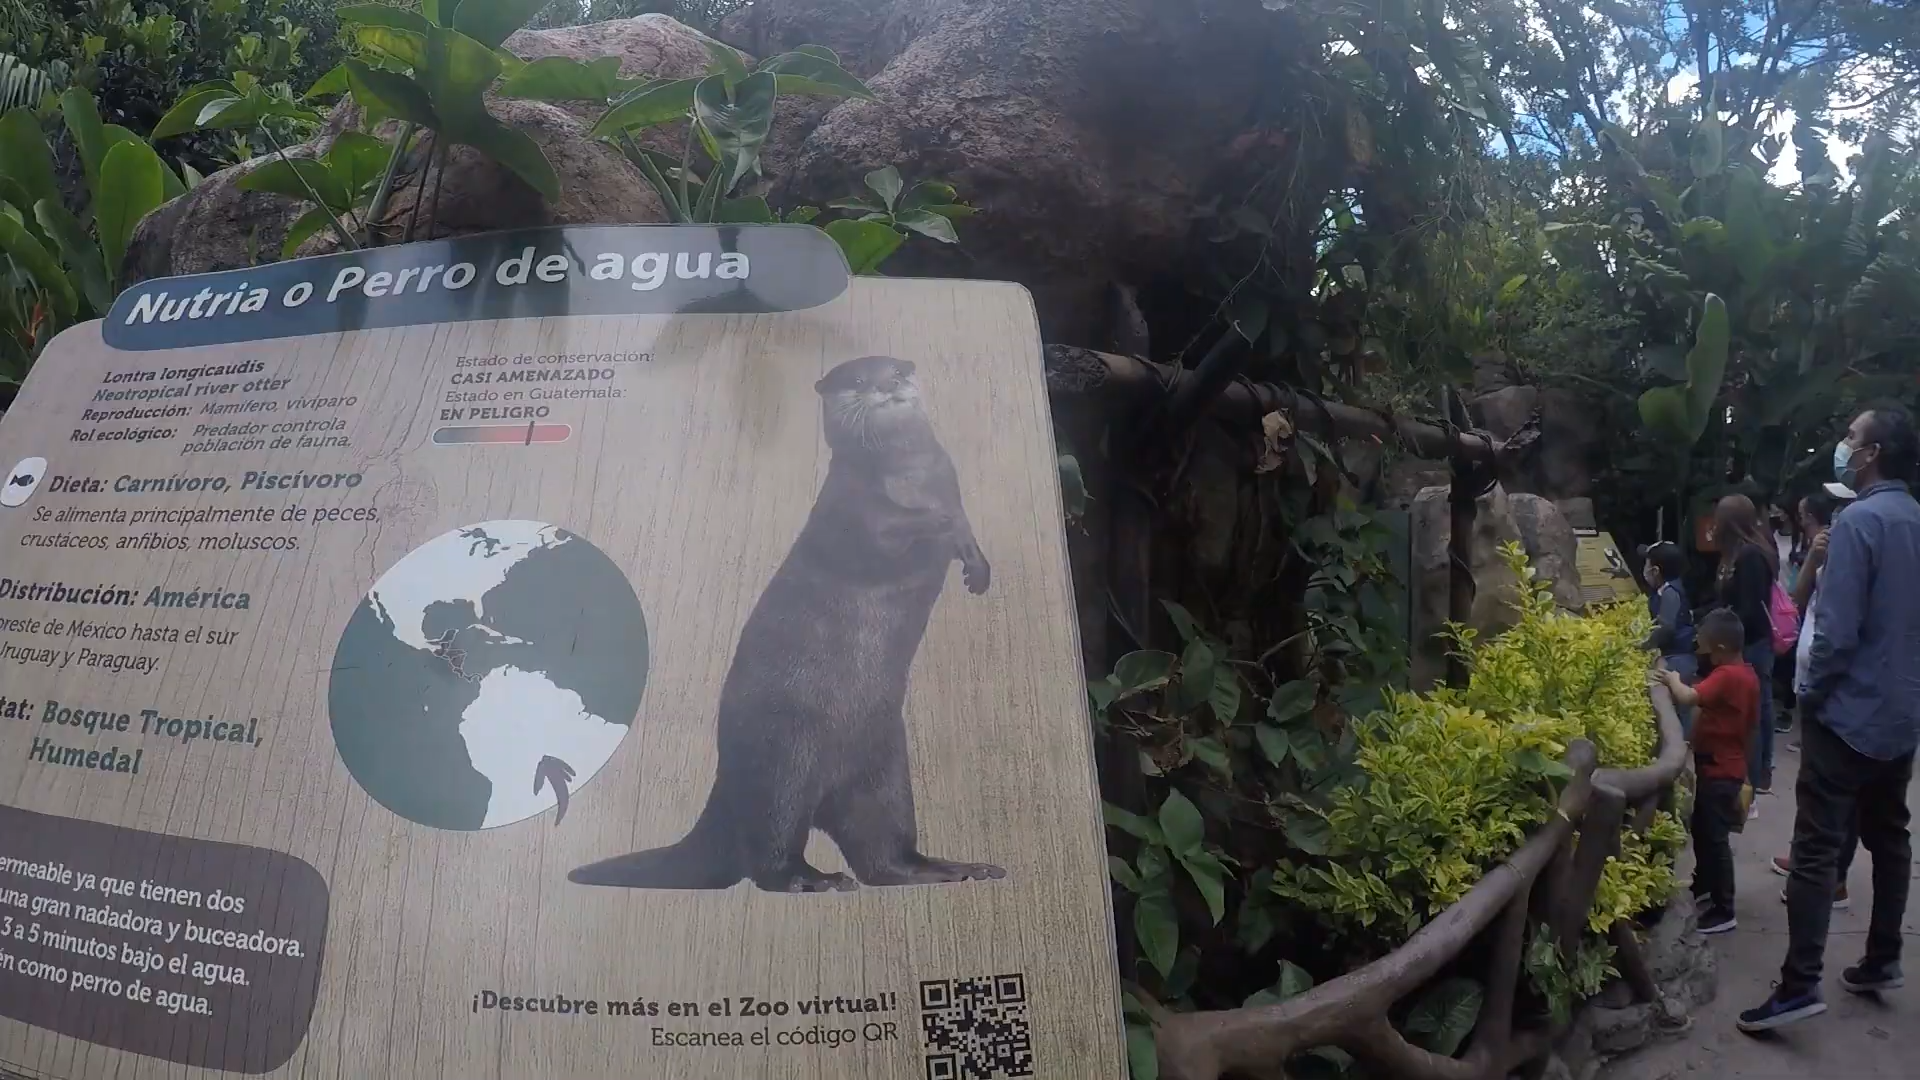 Nutria o Perro de agua
Lontra longicaudis
Neotropical river otter
Reproducción: Mamífero, vivíparo
Rol ecológico: Predador controla
población de fauna.
Estado de conservación:
CASI AMENAZADO
Estado en Guatemala:
EN PELIGRO
Dieta: Carnívoro, Piscívoro
Se alimenta principalmente de peces,
crustáceos, anfibios, moluscos.
Distribución: América
oreste de México hasta el sur
Uruguay y Paraguay.
tat: Bosque Tropical,
Humedal
ermeable ya que tienen dos
una gran nadadora y buceadora.
3 a 5 minutos bajo el agua.
én como perro de agua.
¡Descubre más en el Zoo virtual!
Escanea el código QR